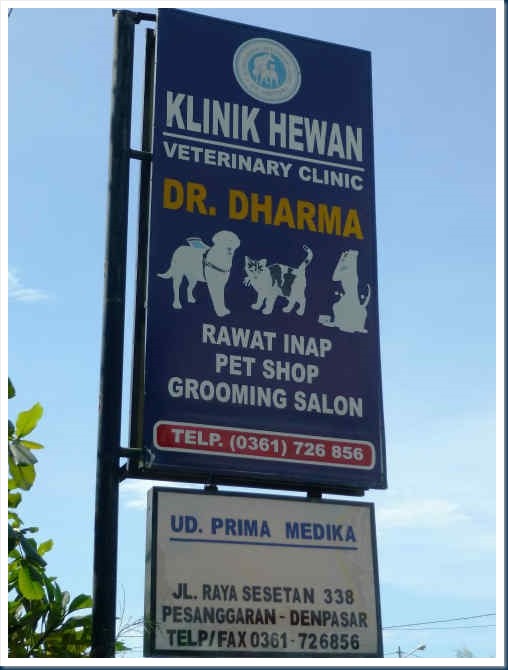 KLINIK HEWAN
VETERINARY CLINIC
DR. DHARMA
RAWAT INAP
PET SHOP
GROOMING SALON
TELP. (0361) 726 856
UD. PRIMA MEDIKA
JL. RAYA SESETAN 338
PESANGGARAN - DENPASAR
TELP/FAX 0361-726856